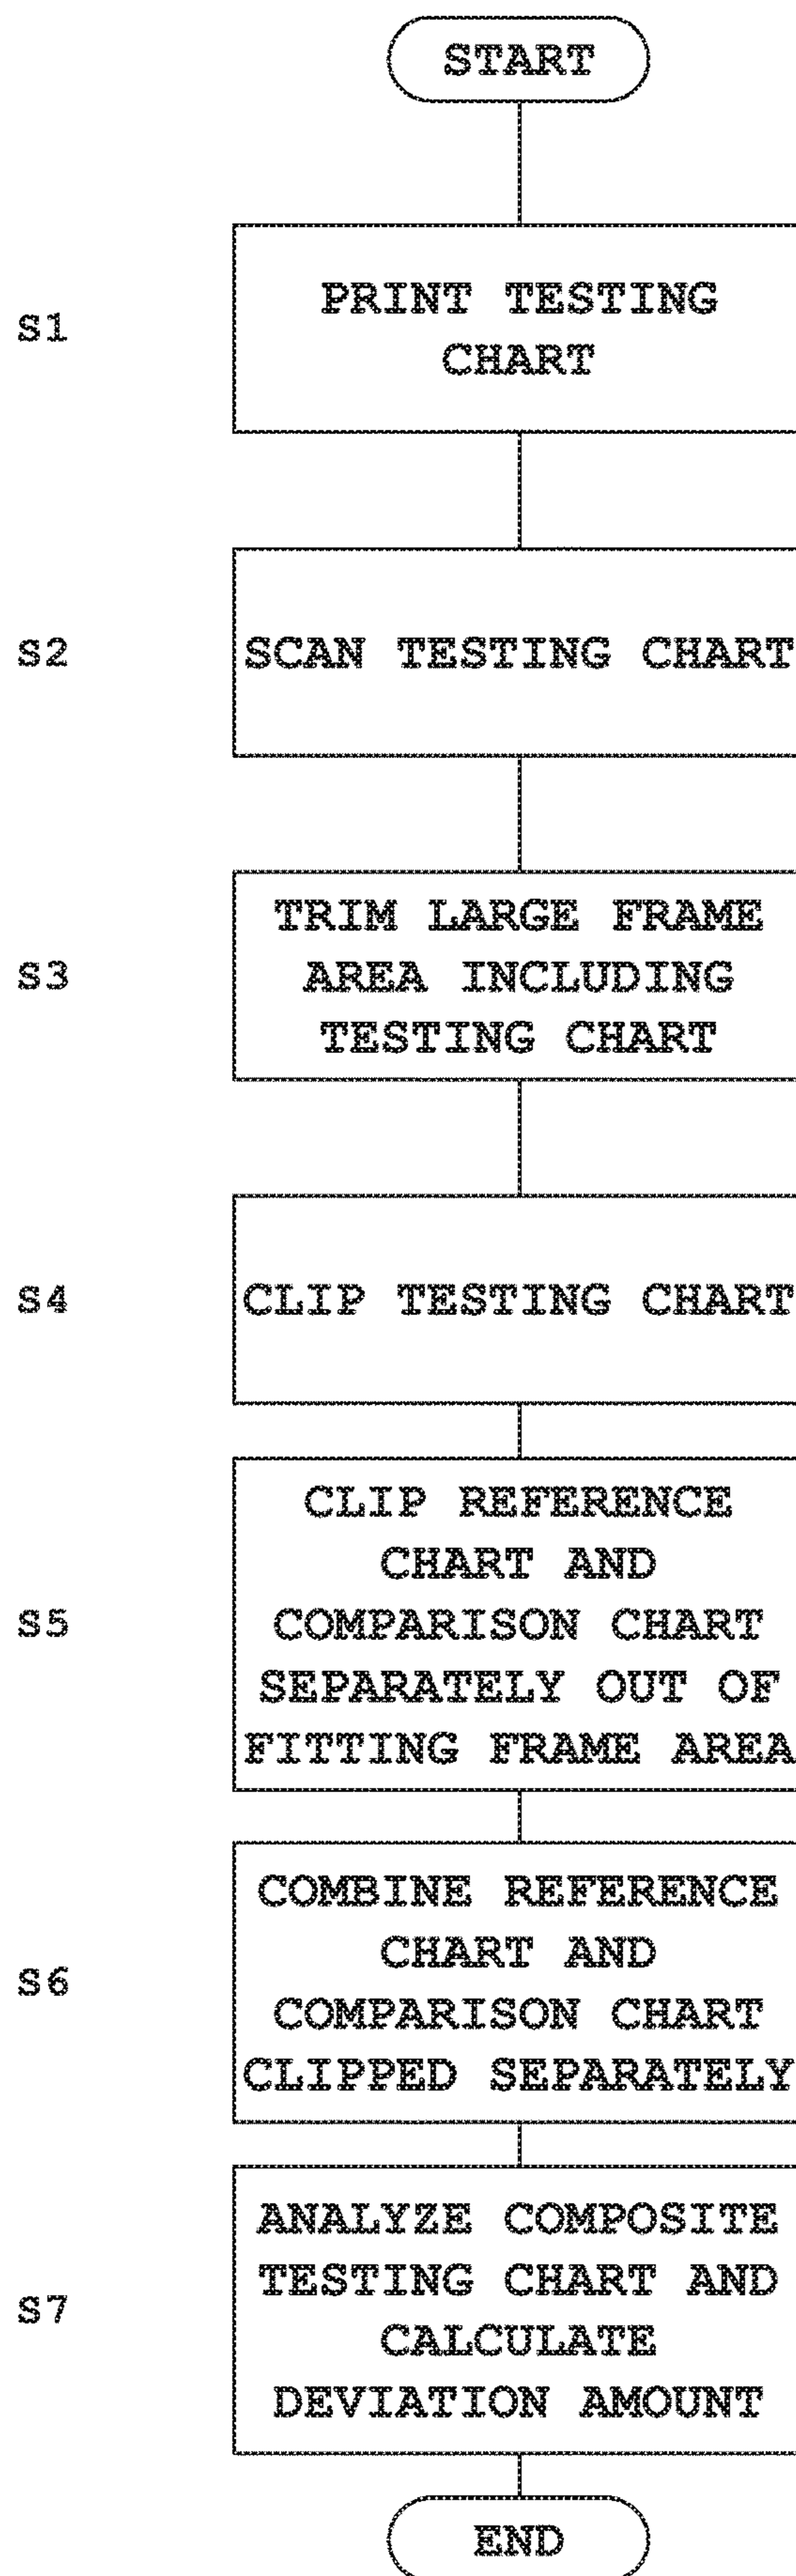 START
S1
PRINT TESTING
CHART
S2
SCAN TESTING CHART
S3
TRIM LARGE FRAME
AREA INCLUDING
TESTING CHART
S4
CLIP TESTING CHART
S5
CLIP REFERENCE
CHART AND
COMPARISON CHART
SEPARATELY OUT OF
FITTING FRAME AREA
S6
COMBINE REFERENCE
CHART AND
COMPARISON CHART
CLIPPED SEPARATELY
S7
ANALYZE COMPOSITE
TESTING CHART AND
CALCULATE
DEVIATION AMOUNT
END